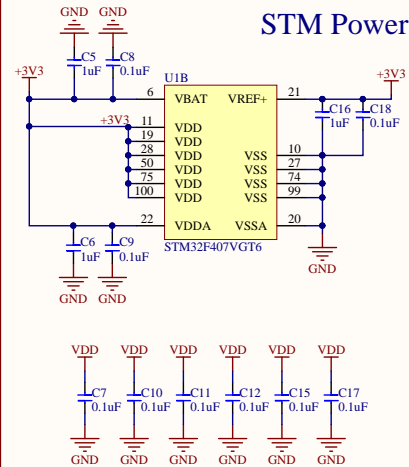 STM Power
GND GND
C5 C8
1uF 0.1uF
U1B
+3V3 +3V3
6 VBAT VREF+ 21
C16 C18
1uF 0.1uF
+3V3
11 VDD
19 VDD
28 VDD VSS 10
50 VDD VSS 27
75 VDD VSS 74
100 VDD VSS 99
22 VDDA VSSA 20
C6 C9
1uF 0.1uF
STM32F407VGT6
GND
GND GND
VDD VDD VDD VDD VDD VDD
C7 C10 C11 C12 C15 C17
0.1uF 0.1uF 0.1uF 0.1uF 0.1uF 0.1uF
GND GND GND GND GND GND